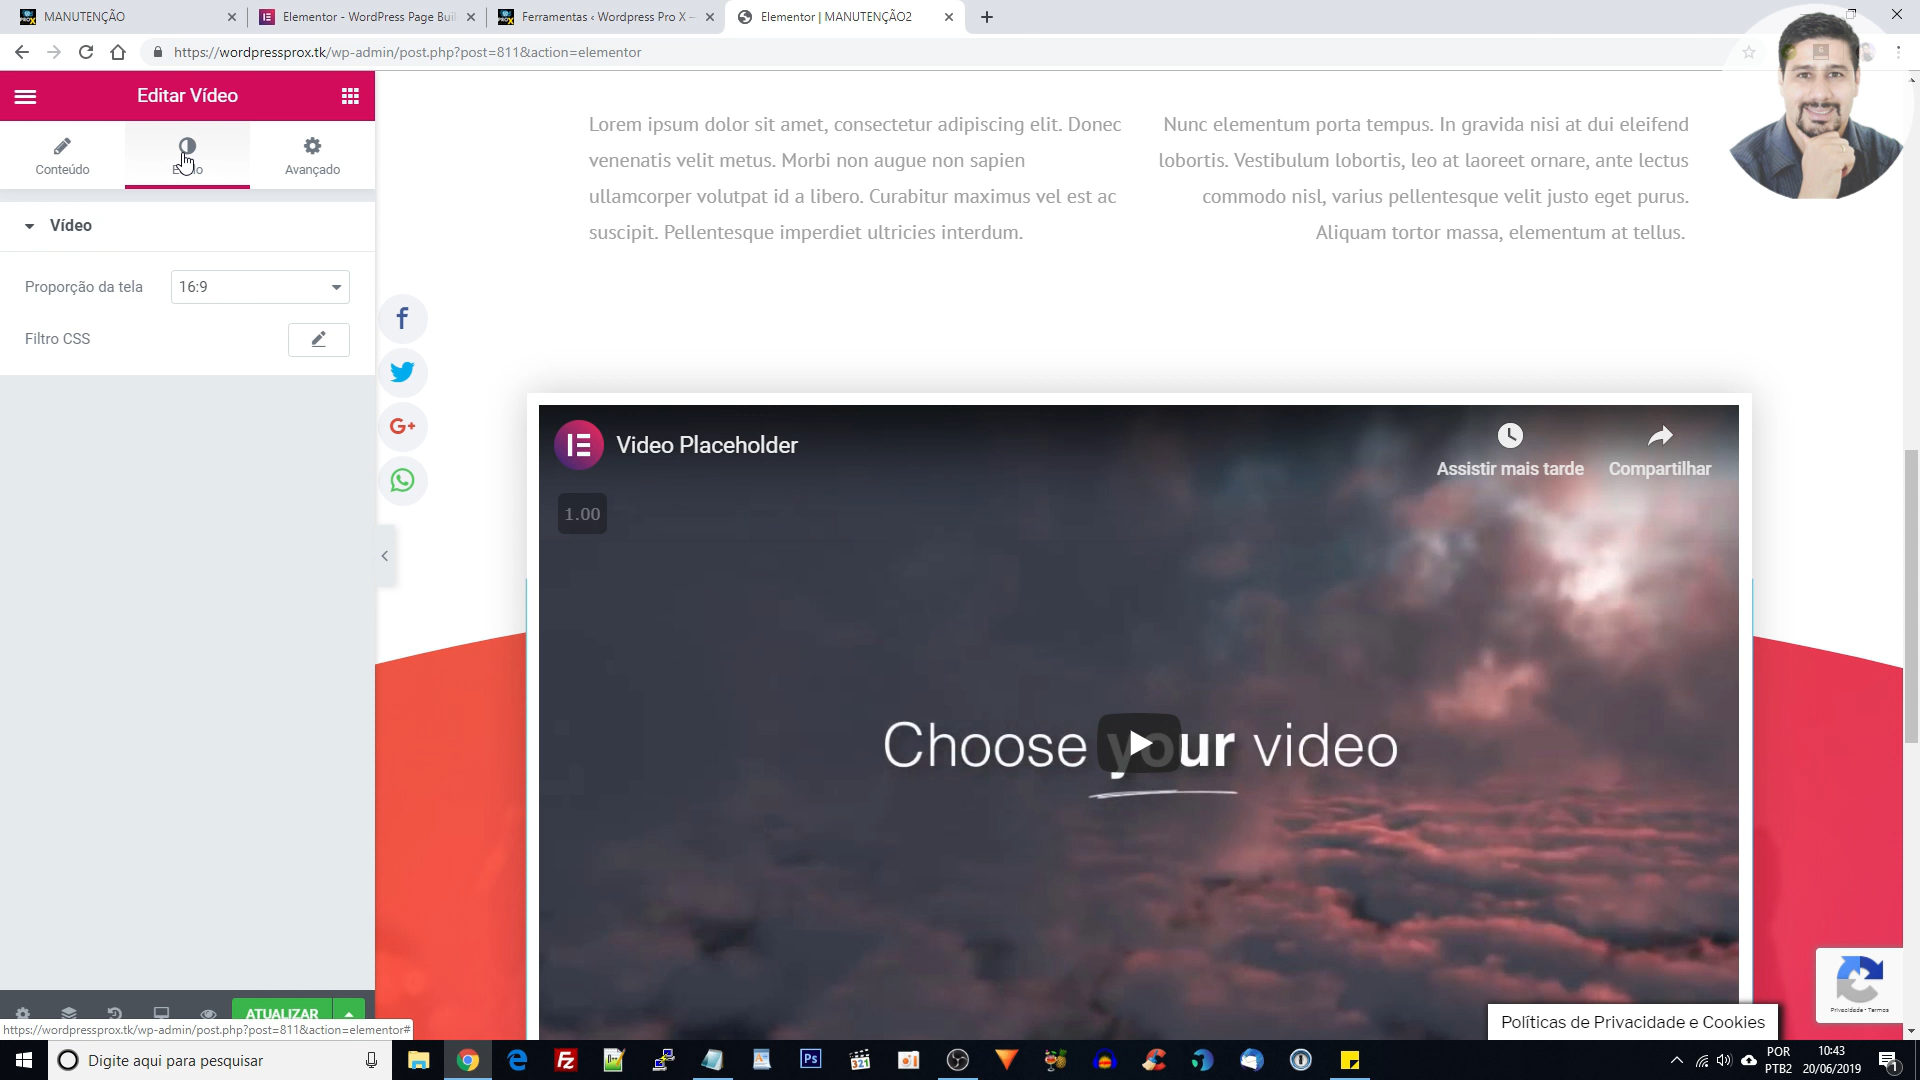 MANUTENÇÃO
Elementor - WordPress Page Buil
Ferramentas ‹ Wordpress Pro X –
Elementor | MANUTENÇÃO2
https://wordpressprox.tk/wp-admin/post.php?post=811&action=elementor
Editar Vídeo
Conteúdo
Avançado
Vídeo
Proporção da tela
16:9
Filtro CSS
Lorem ipsum dolor sit amet, consectetur adipiscing elit. Donec
venenatis velit metus. Morbi non augue non sapien
ullamcorper volutpat id a libero. Curabitur maximus vel est ac
suscipit. Pellentesque imperdiet ultricies interdum.
Nunc elementum porta tempus. In gravida nisi at dui eleifend
lobortis. Vestibulum lobortis, leo at laoreet ornare, ante lectus
commodo nisl, varius pellentesque velit justo eget purus.
Aliquam tortor massa, elementum at tellus.
Video Placeholder
Assistir mais tarde
Compartilhar
1.00
Choose your video
ATUALIZAR
https://wordpressprox.tk/wp-admin/post.php?post=811&action=elementor#
Privacidade • Termos
Políticas de Privacidade e Cookies
Digite aqui para pesquisar
Ps
321
POR
PTB2
10:43
20/06/2019
1